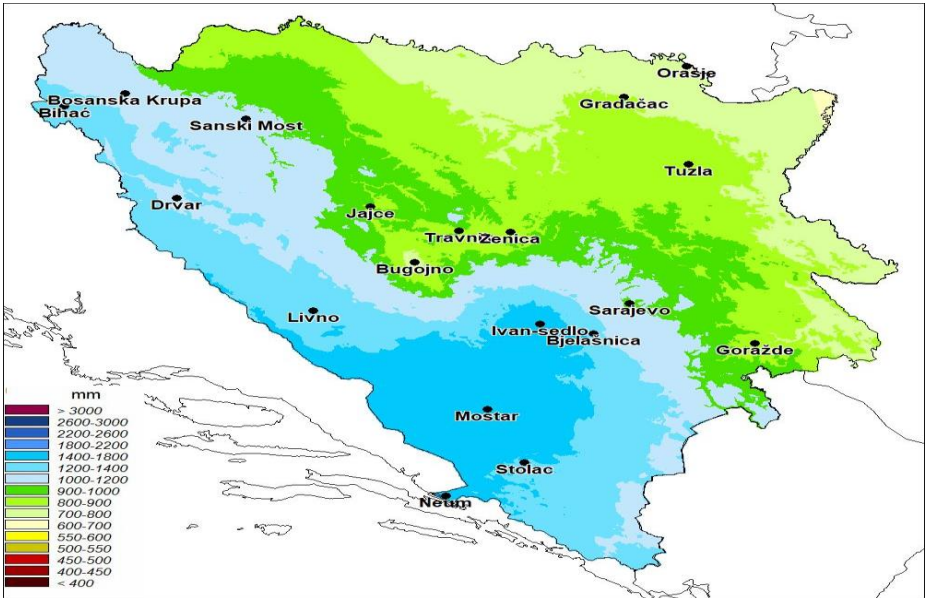 Orašje
Bosanska Krupa
Gradačac
Bihać
Sanski Most
Tuzla
Drvar
Jajce
Travnik
Zenica
Bugojno
Sarajevo
Livno
Ivan-sedlo
Bjelašnica
Goražde
Mostar
Stolac
Neum
mm
> 3000
2600-3000
2200-2600
1800-2200
1400-1800
1200-1400
1000-1200
900-1000
800-900
700-800
600-700
550-600
500-550
450-500
400-450
< 400